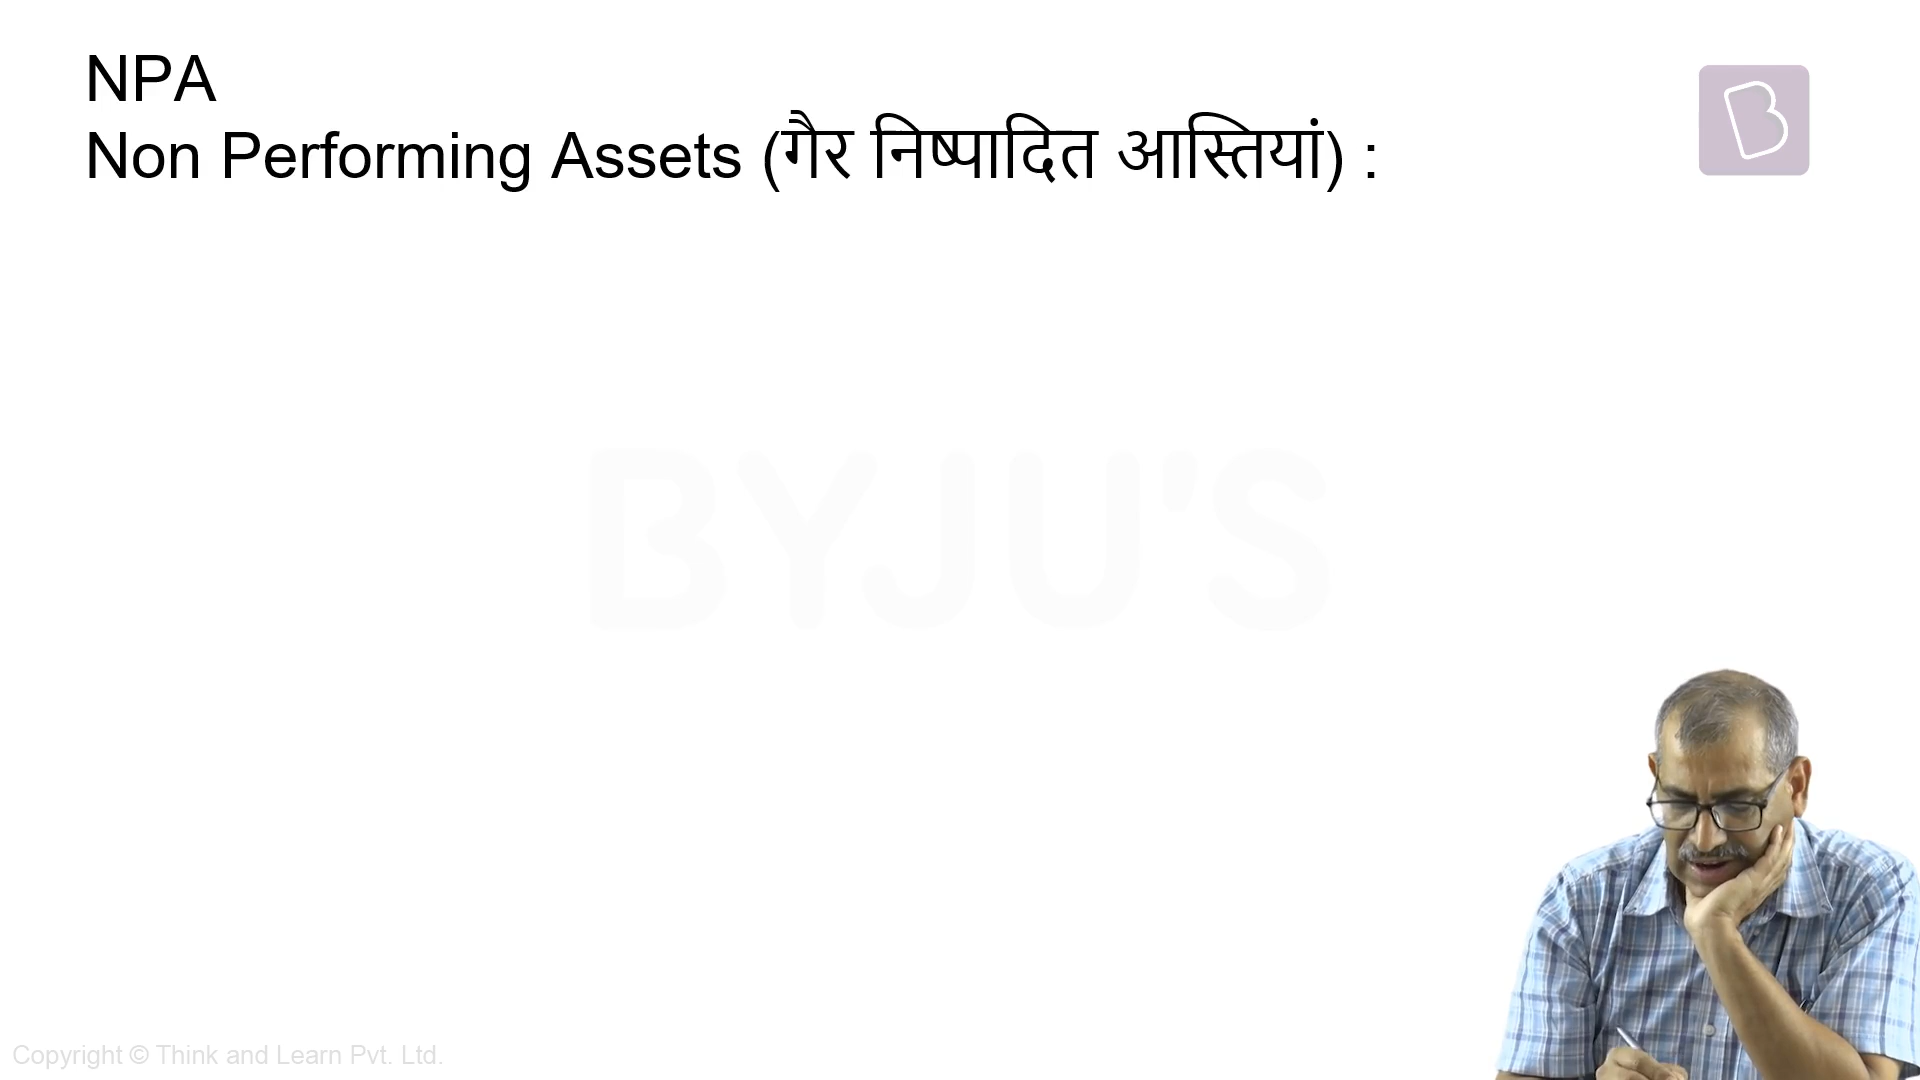 NPA
Non Performing Assets (गैर निष्पादित आस्तियां) :
BYJU'S
Copyright © Think and Learn Pvt. Ltd.